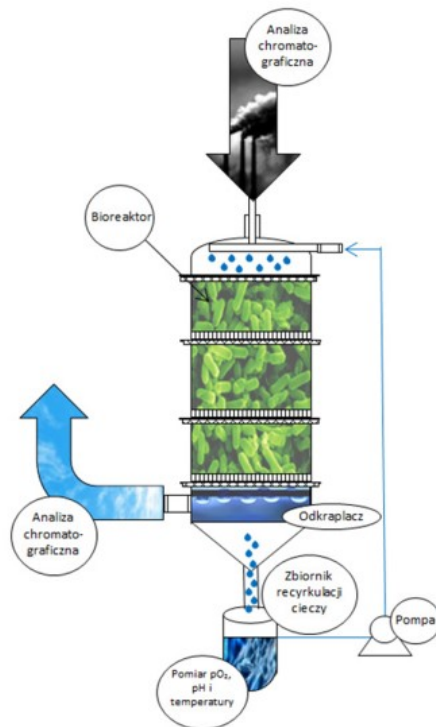 Analiza
chromato-
graficzna
Bioreaktor
Analiza
chromato-
graficzna
Odkraplacz
Zbiornik
recyrkulacji
cieczy
Pompa
Pomiar pO₂,
pH i
temperatury